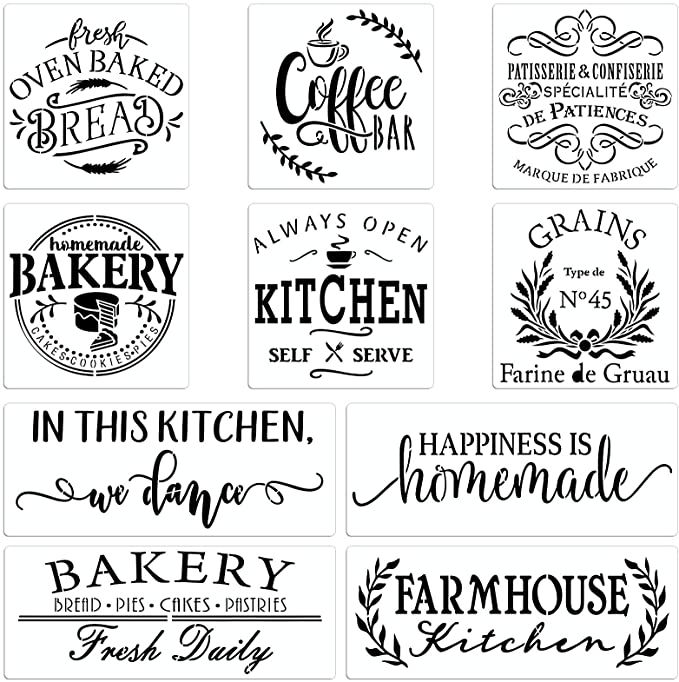 fresh
OVEN BAKED
BREAD
Coffee
BAR
PATISSERIE & CONFISERIE
SPÉCIALITÉ
DE PATIENCES
MARQUE DE FABRIQUE
homemade
BAKERY
CAKES•COOKIES•PIES
ALWAYS OPEN
KITCHEN
SELF SERVE
GRAINS
Type de
Nº 45
Farine de Gruau
IN THIS KITCHEN,
we dance
HAPPINESS IS
homemade
BAKERY
BREAD • PIES • CAKES • PASTRIES
Fresh Daily
FARMHOUSE
Kitchen